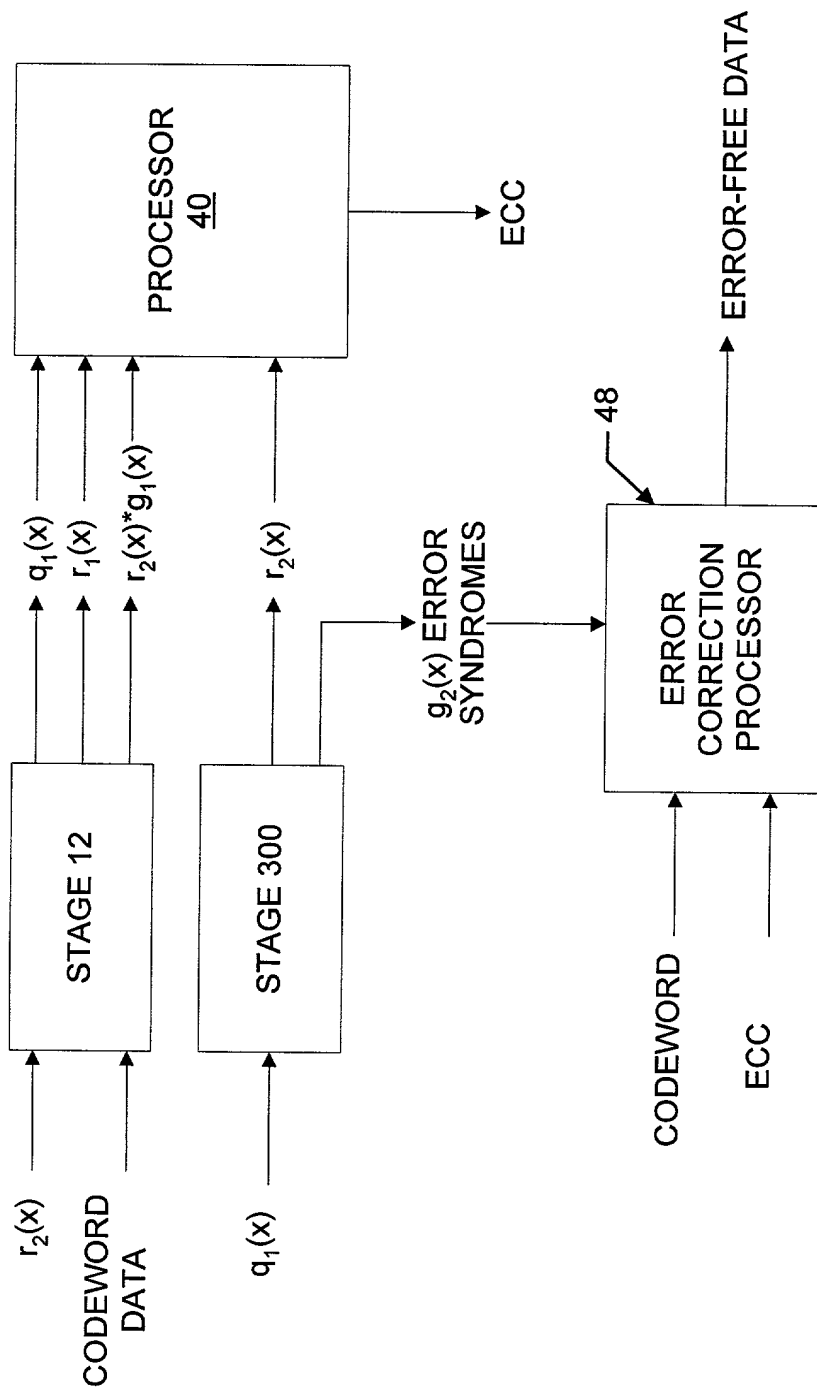 r₂(x)
CODEWORD
DATA
STAGE 12
q₁(x)
r₁(x)
r₂(x)*g₁(x)
PROCESSOR
40
ECC
q₁(x)
STAGE 300
r₂(x)
g₂(x) ERROR
SYNDROMES
48
CODEWORD
ECC
ERROR
CORRECTION
PROCESSOR
ERROR-FREE DATA